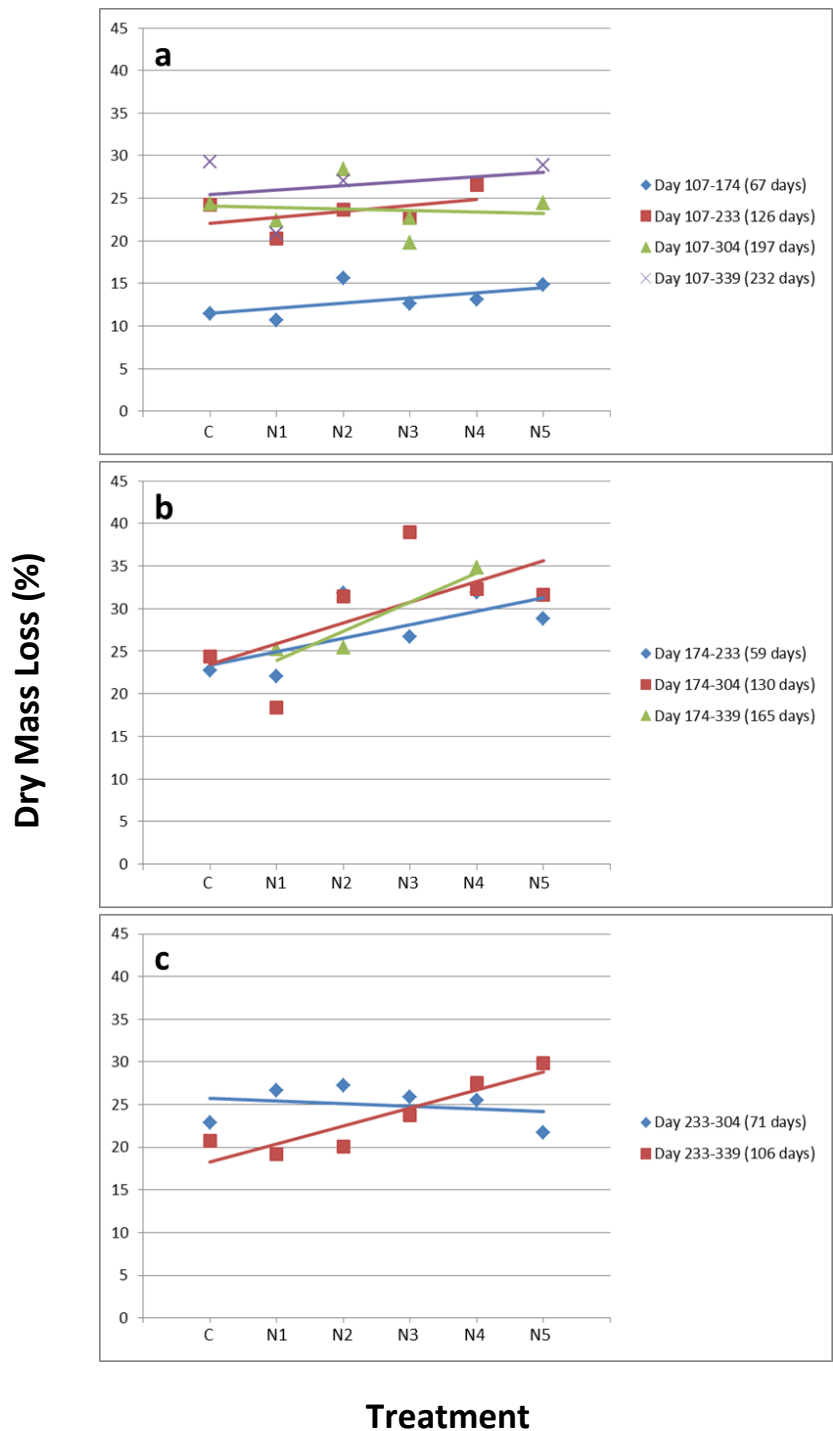 45
40
35
30
25
20
15
10
5
0
a
C N1 N2 N3 N4 N5
Day 107-174 (67 days)
Day 107-233 (126 days)
Day 107-304 (197 days)
Day 107-339 (232 days)
45
40
35
30
25
20
15
10
5
0
b
C N1 N2 N3 N4 N5
Day 174-233 (59 days)
Day 174-304 (130 days)
Day 174-339 (165 days)
Dry Mass Loss (%)
45
40
35
30
25
20
15
10
5
0
c
C N1 N2 N3 N4 N5
Day 233-304 (71 days)
Day 233-339 (106 days)
Treatment